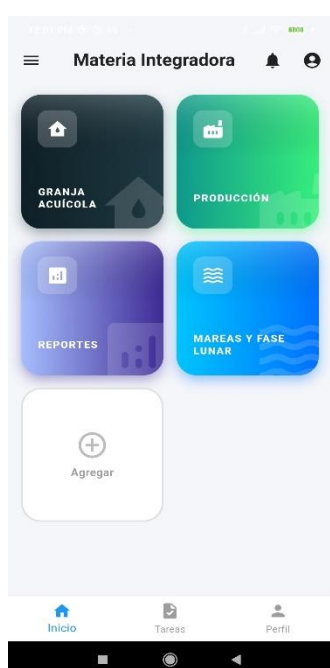 Materia Integradora
GRANJA
ACUÍCOLA
PRODUCCIÓN
REPORTES
MAREAS Y FASE
LUNAR
Agregar
Inicio
Tareas
Perfil